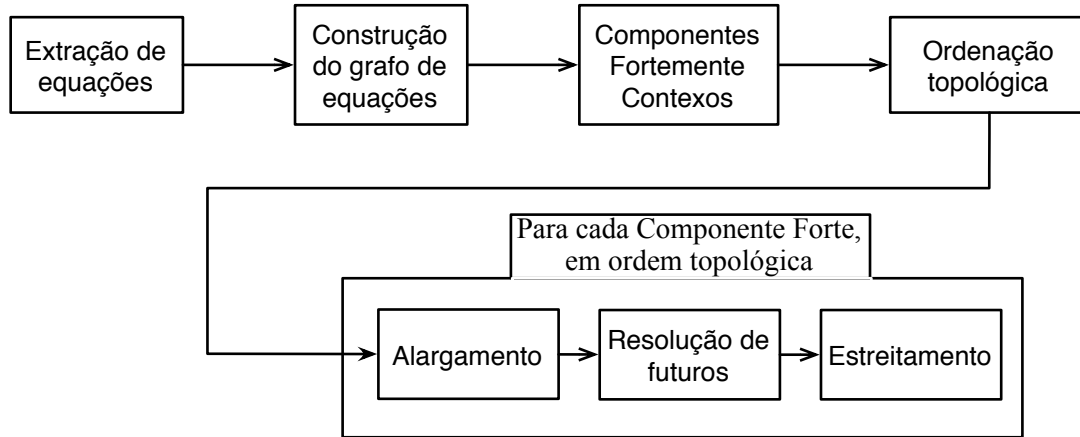 Extração de
equações
Construção
do grafo de
equações
Componentes
Fortemente
Contexos
Ordenação
topológica
Para cada Componente Forte,
em ordem topológica
Alargamento
Resolução de
futuros
Estreitamento